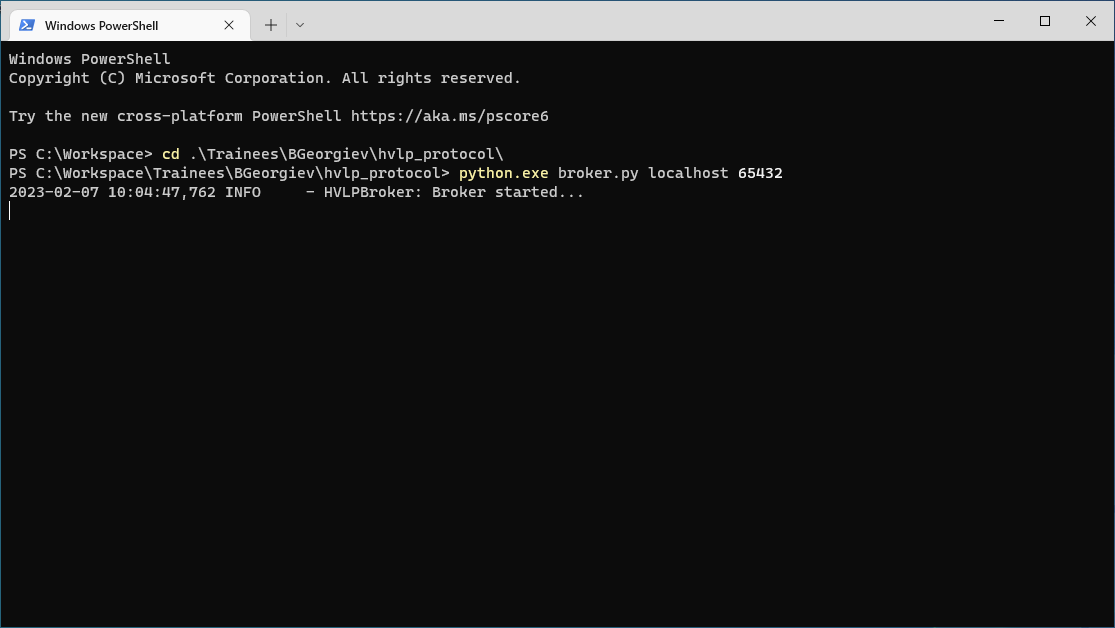 Windows PowerShell
Windows PowerShell
Copyright (C) Microsoft Corporation. All rights reserved.
Try the new cross-platform PowerShell https://aka.ms/pscore6
PS C:\Workspace> cd .\Trainees\BGeorgiev\hvlp_protocol\
PS C:\Workspace\Trainees\BGeorgiev\hvlp_protocol> python.exe broker.py localhost 65432
2023-02-07 10:04:47,762 INFO     - HVLPBroker: Broker started...